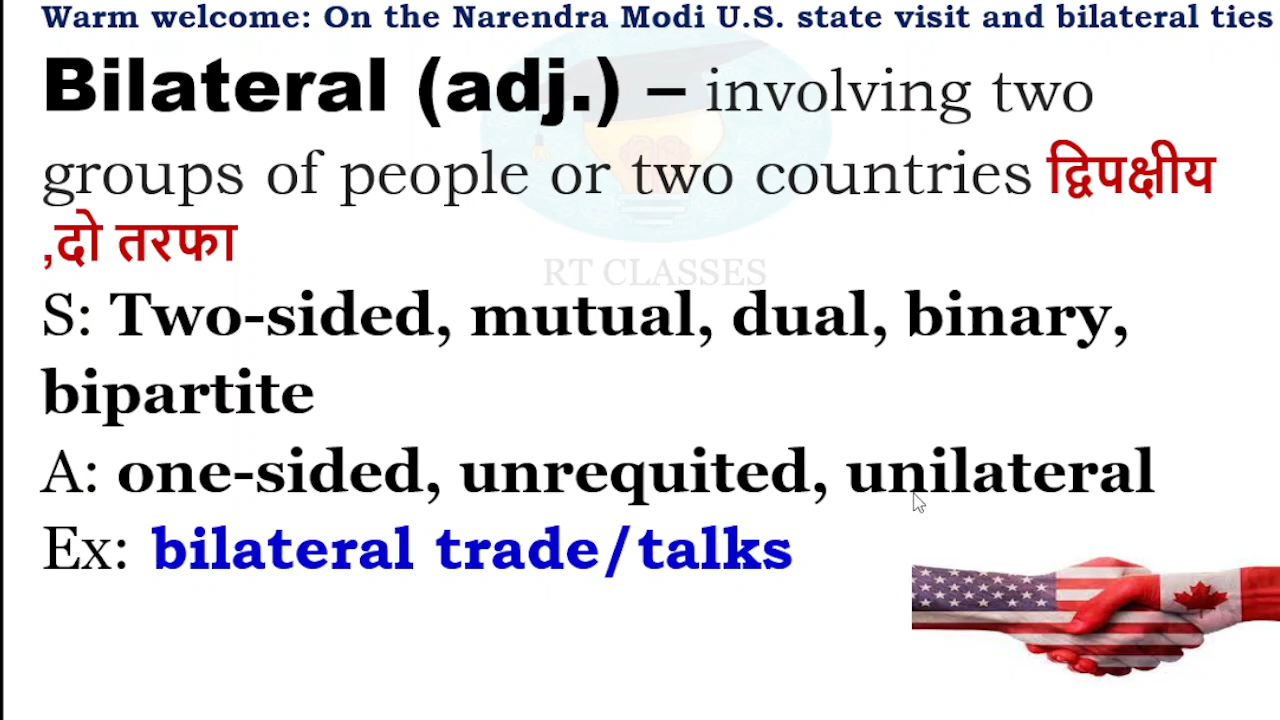 Warm welcome: On the Narendra Modi U.S. state visit and bilateral ties
Bilateral (adj.) – involving two
groups of people or two countries द्विपक्षीय
,दो तरफा
RT CLASSES
S: Two-sided, mutual, dual, binary,
bipartite
A: one-sided, unrequited, unilateral
Ex: bilateral trade/talks